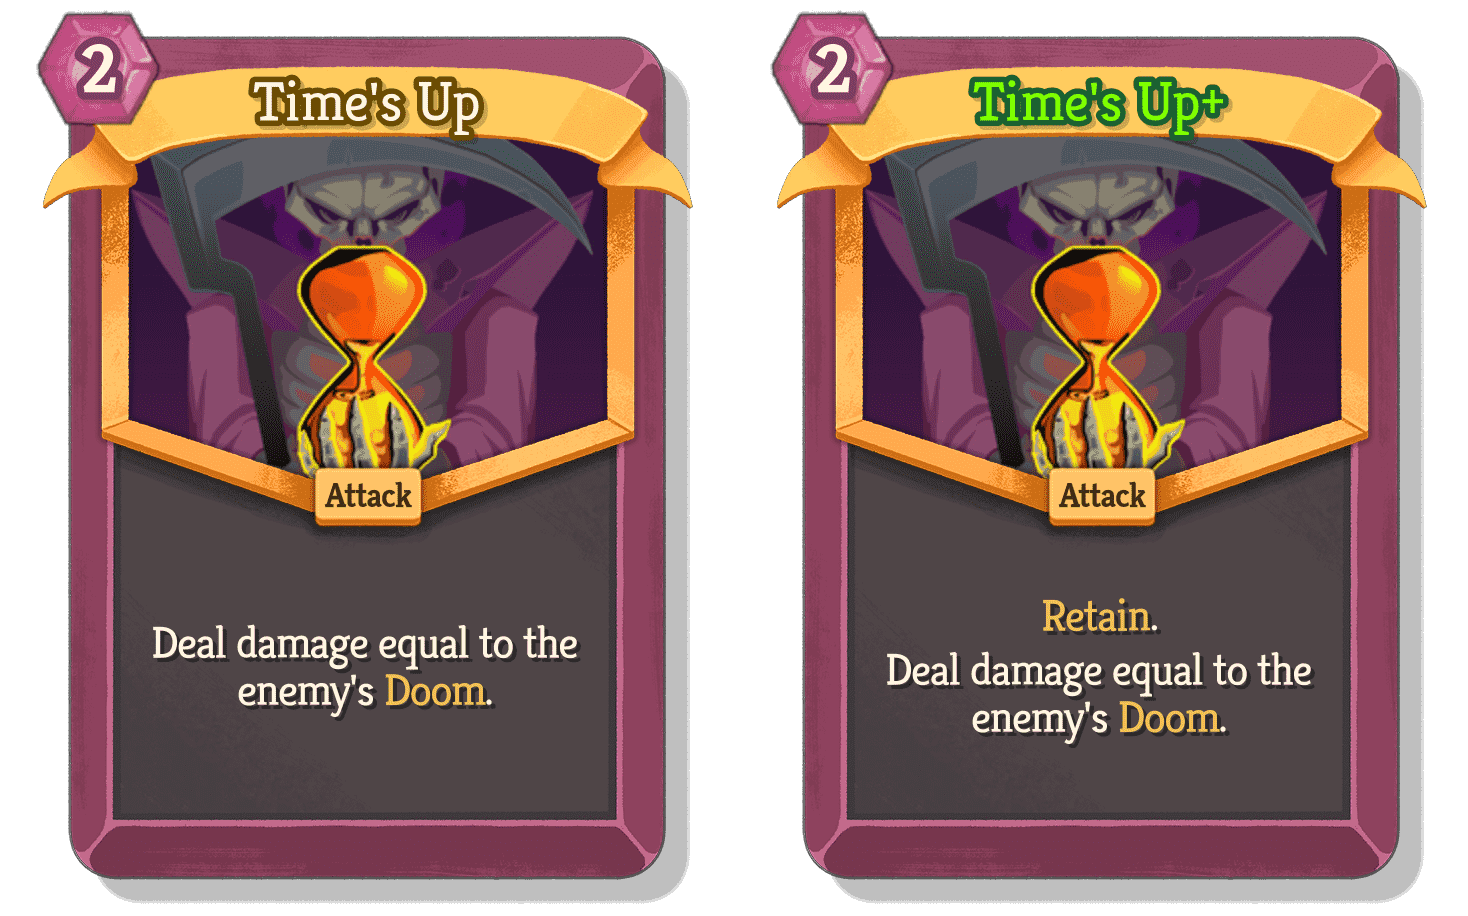 2
Time's Up
Attack
Deal damage equal to the
enemy's Doom.
2
Time's Up+
Attack
Retain.
Deal damage equal to the
enemy's Doom.